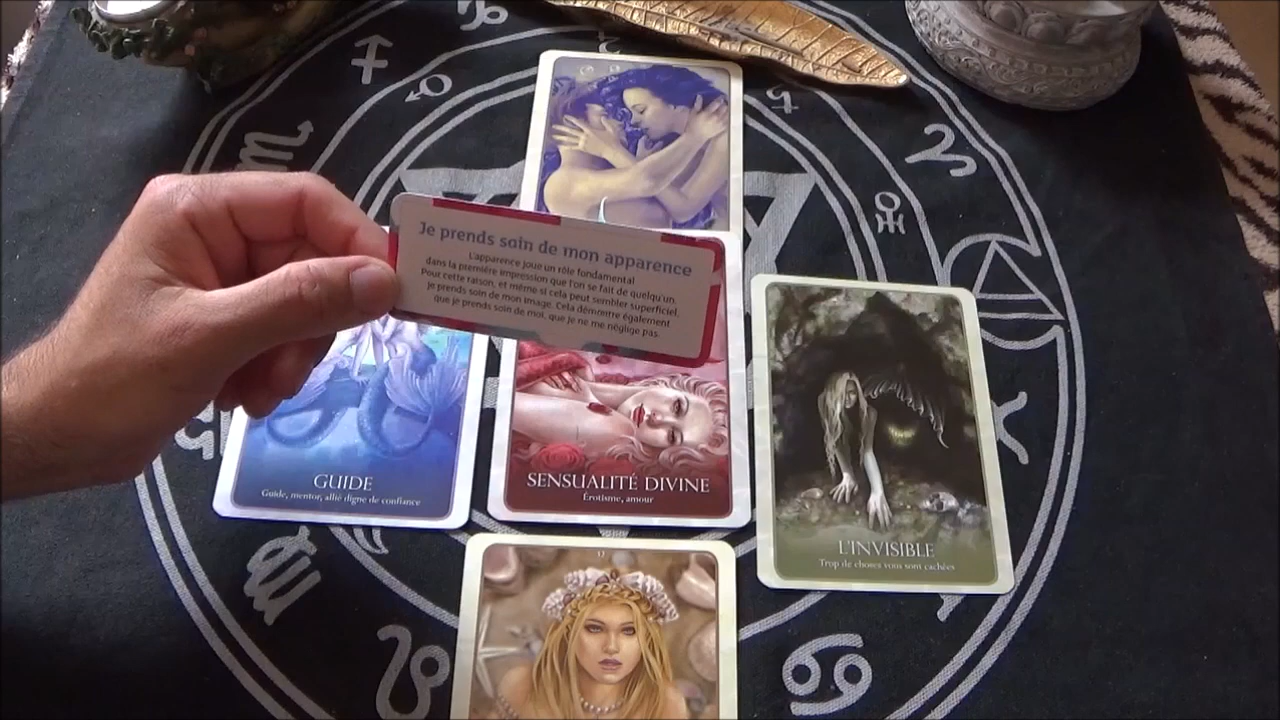 Je prends soin de mon apparence
L'apparence joue un rôle fondamental
dans la première impression que l'on se fait de quelqu'un.
Pour cette raison, et même si cela peut sembler superficiel,
je prends soin de mon image. Cela démontre également
que je prends soin de moi, que je ne me néglige pas.
GUIDE
Guide, mentor, allié digne de confiance
SENSUALITÉ DIVINE
Érotisme, amour
L'INVISIBLE
Trop de choses vous sont cachées
17